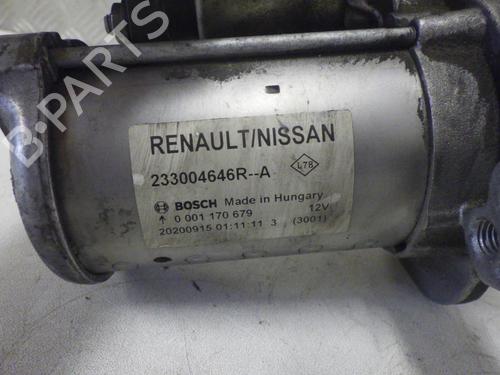 B-PARTS
RENAULT/NISSAN
233004646R--A
L78
BOSCH Made in Hungary
0 001 170 679 12V
20200915 01:11:11 3 (3001)